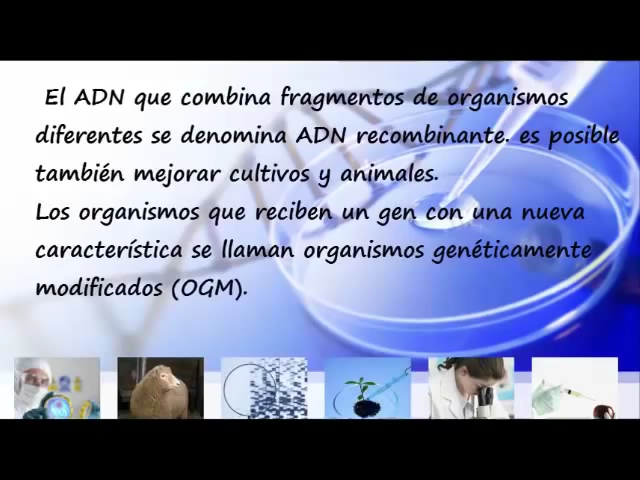 El ADN que combina fragmentos de organismos
diferentes se denomina ADN recombinante. es posible
también mejorar cultivos y animales.
Los organismos que reciben un gen con una nueva
característica se llaman organismos genéticamente
modificados (OGM).